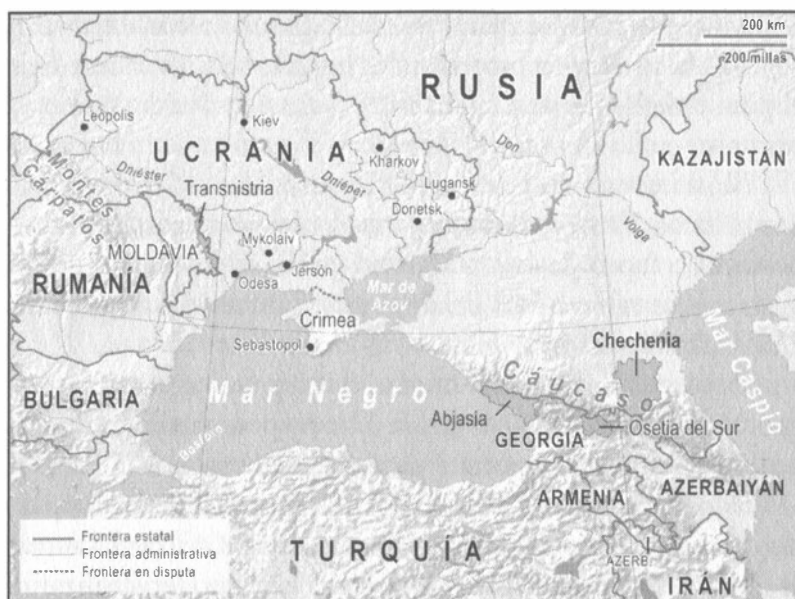 200 km
200 millas
RUSIA
Leópolis
Kiev
UCRANIA
Kharkov
Don
KAZAJISTÁN
Montes
Cárpatos
Dniéster
Dniéper
Lugansk
Transnistria
Donetsk
Volga
MOLDAVIA
Mykolaiv
RUMANÍA
Odesa
Jersón
Mar de
Azov
Crimea
Sebastopol
Chechenia
Mar Caspio
Mar Negro
Cáucaso
BULGARIA
Abjasia
GEORGIA
Osetia del Sur
ARMENIA
AZERBAIYÁN
Frontera estatal
Frontera administrativa
Frontera en disputa
TURQUÍA
AZERB.
IRÁN